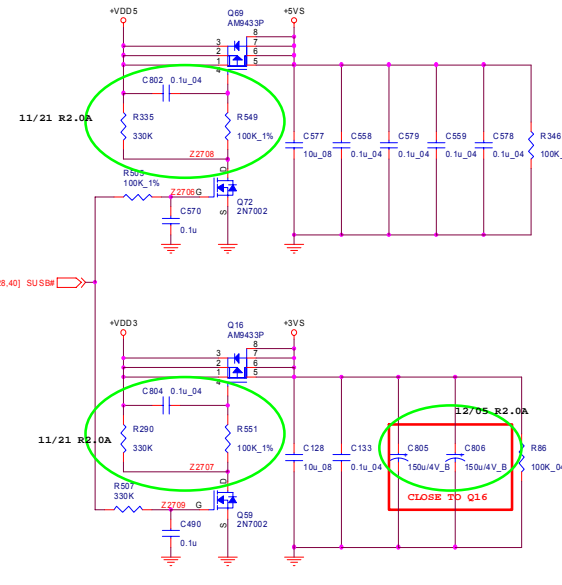 +VDD5
Q69
AM9433P
+5VS
3
2
1
4
8
7
6
5
C802 0.1u_04
11/21 R2.0A
R335
330K
R549
100K_1%
C577
10u_08
C558
0.1u_04
C579
0.1u_04
C559
0.1u_04
C578
0.1u_04
R346
100K_
Z2708
R505
100K_1%
Z2706
G
D
S
Q72
2N7002
C570
0.1u
,40] SUSB#
+VDD3
Q16
AM9433P
+3VS
3
2
1
4
8
7
6
5
C804 0.1u_04
12/05 R2.0A
11/21 R2.0A
R290
330K
R551
100K_1%
C128
10u_08
C133
0.1u_04
C805
150u/4V_B
C806
150u/4V_B
R86
100K_04
Z2707
CLOSE TO Q16
R507
330K
Z2709
G
D
S
Q59
2N7002
C490
0.1u